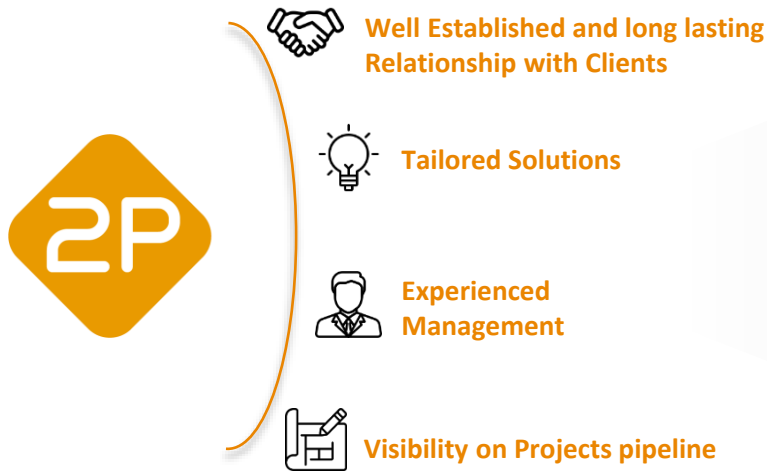 Well Established and long lasting
Relationship with Clients
Tailored Solutions
2P
Experienced
Management
Visibility on Projects pipeline